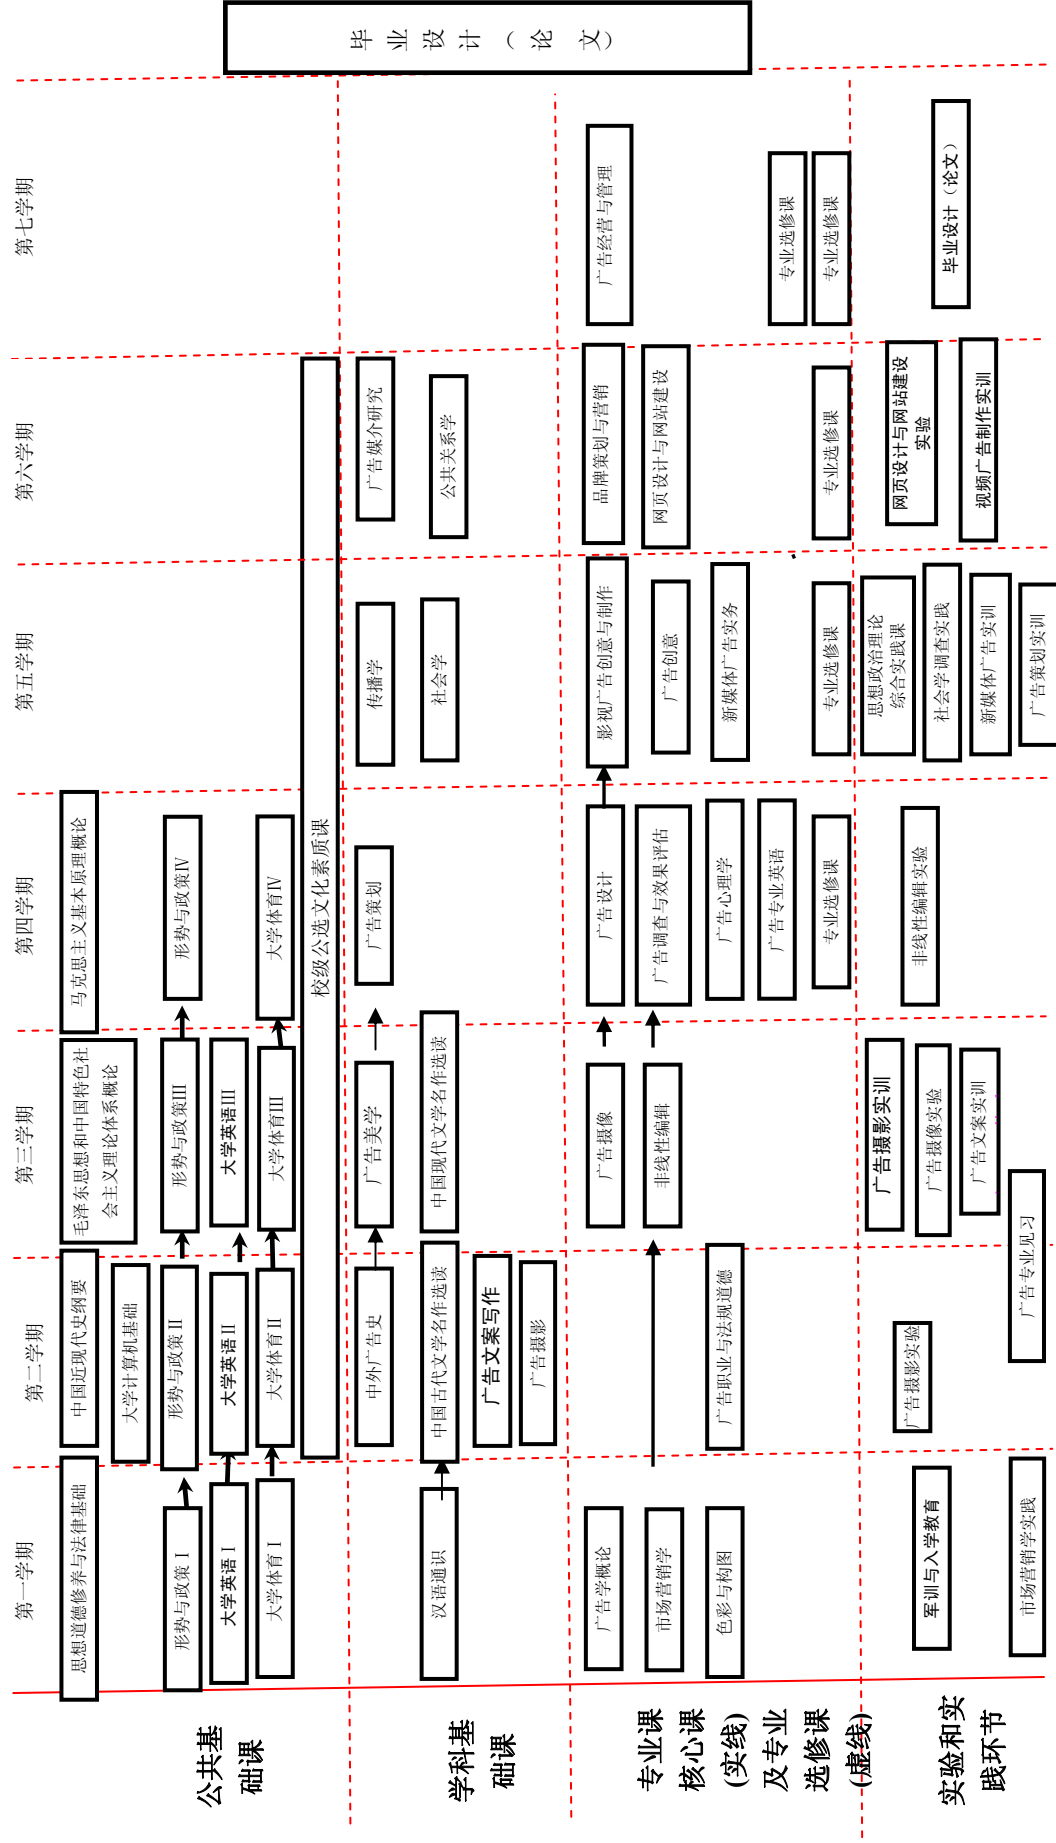 毕 业 设 计 （ 论 文）
第一学期
第二学期
第三学期
第四学期
第五学期
第六学期
第七学期
公共基
础课
思想道德修养与法律基础
中国近现代史纲要
毛泽东思想和中国特色社
会主义理论体系概论
马克思主义基本原理概论
大学计算机基础
形势与政策Ⅰ
形势与政策Ⅱ
形势与政策Ⅲ
形势与政策Ⅳ
大学英语Ⅰ
大学英语Ⅱ
大学英语Ⅲ
大学体育Ⅰ
大学体育Ⅱ
大学体育Ⅲ
大学体育Ⅳ
校级公选文化素质课
学科基
础课
中外广告史
广告美学
广告策划
传播学
广告媒介研究
汉语通识
中国古代文学名作选读
中国现代文学名作选读
社会学
公共关系学
广告文案写作
广告摄影
专业课
核心课
(实线)
及专业
选修课
(虚线)
广告学概论
广告摄像
广告设计
影视广告创意与制作
品牌策划与营销
广告经营与管理
市场营销学
非线性编辑
广告调查与效果评估
广告创意
网页设计与网站建设
色彩与构图
广告职业与法规道德
广告心理学
新媒体广告实务
广告专业英语
专业选修课
专业选修课
专业选修课
专业选修课
专业选修课
实验和实
践环节
军训与入学教育
市场营销学实践
广告摄影实验
广告专业见习
广告摄影实训
广告摄像实验
广告文案实训
非线性编辑实验
思想政治理论
综合实践课
社会学调查实践
新媒体广告实训
广告策划实训
网页设计与网站建设
实验
视频广告制作实训
毕业设计（论文）